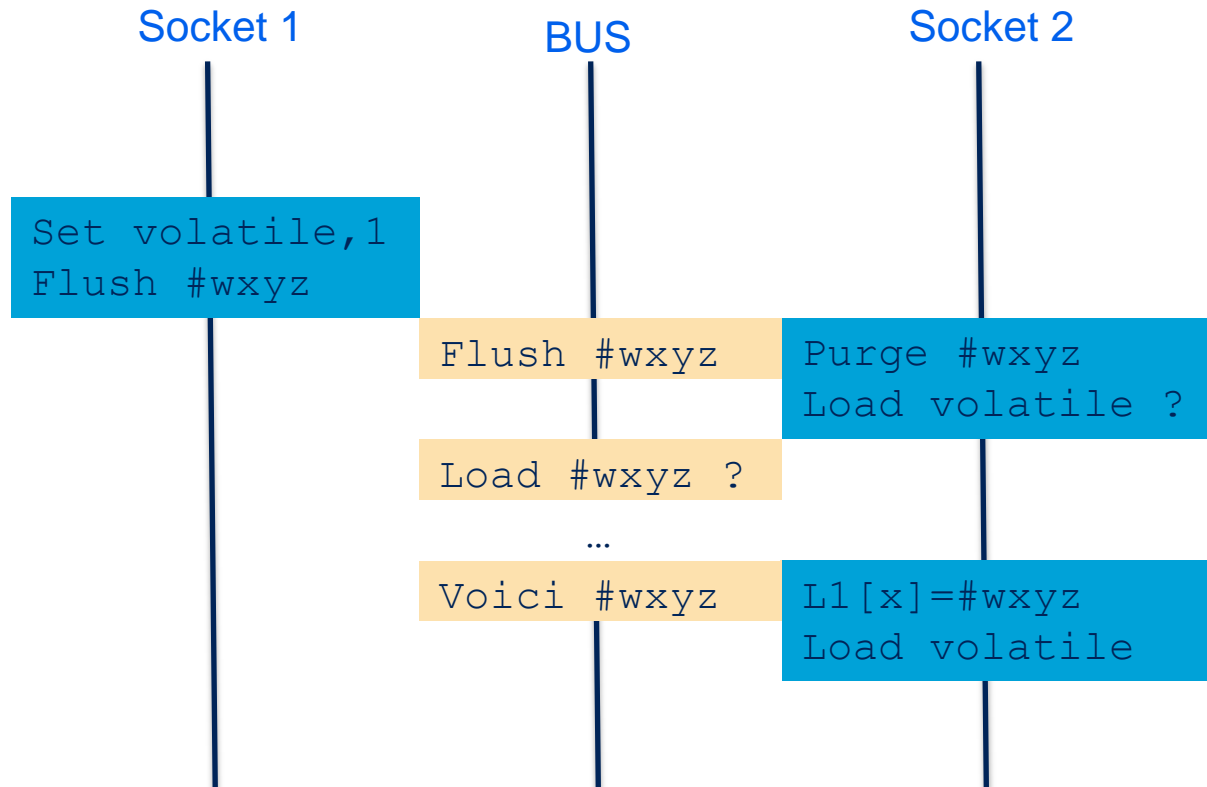 Socket 1
BUS
Socket 2
Set volatile,1
Flush #wxyz
Flush #wxyz
Purge #wxyz
Load volatile ?
Load #wxyz ?
…
Voici #wxyz
L1[x]=#wxyz
Load volatile